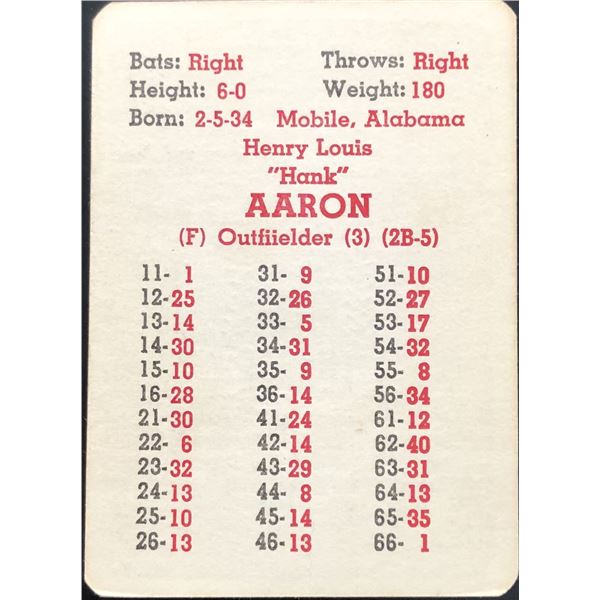 Bats: Right Throws: Right
Height: 6-0 Weight: 180
Born: 2-5-34 Mobile, Alabama
Henry Louis
"Hank"
AARON
(F) Outfiielder (3) (2B-5)
11- 1 31- 9 51-10
12-25 32-26 52-27
13-14 33- 5 53-17
14-30 34-31 54-32
15-10 35- 9 55- 8
16-28 36-14 56-34
21-30 41-24 61-12
22- 6 42-14 62-40
23-32 43-29 63-31
24-13 44- 8 64-13
25-10 45-14 65-35
26-13 46-13 66- 1